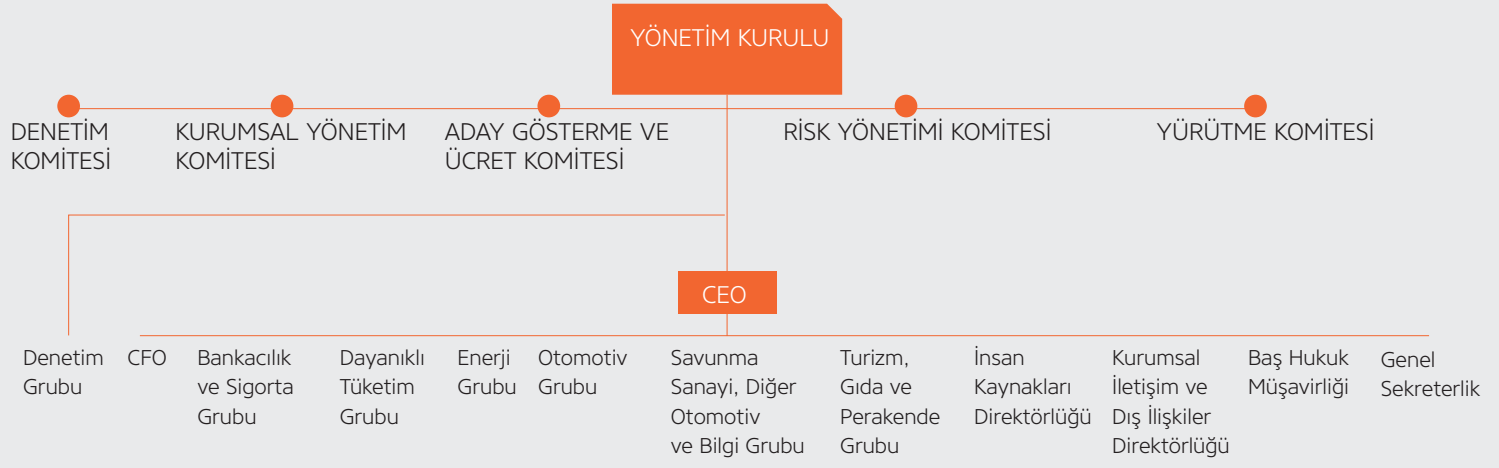 YÖNETİM KURULU
DENETİM
KOMİTESİ
KURUMSAL YÖNETİM
KOMİTESİ
ADAY GÖSTERME VE
ÜCRET KOMİTESİ
RİSK YÖNETİMİ KOMİTESİ
YÜRÜTME KOMİTESİ
CEO
Denetim
Grubu
CFO
Bankacılık
ve Sigorta
Grubu
Dayanıklı
Tüketim
Grubu
Enerji
Grubu
Otomotiv
Grubu
Savunma
Sanayi, Diğer
Otomotiv
ve Bilgi Grubu
Turizm,
Gıda ve
Perakende
Grubu
İnsan
Kaynakları
Direktörlüğü
Kurumsal
İletişim ve
Dış İlişkiler
Direktörlüğü
Baş Hukuk
Müşavirliği
Genel
Sekreterlik